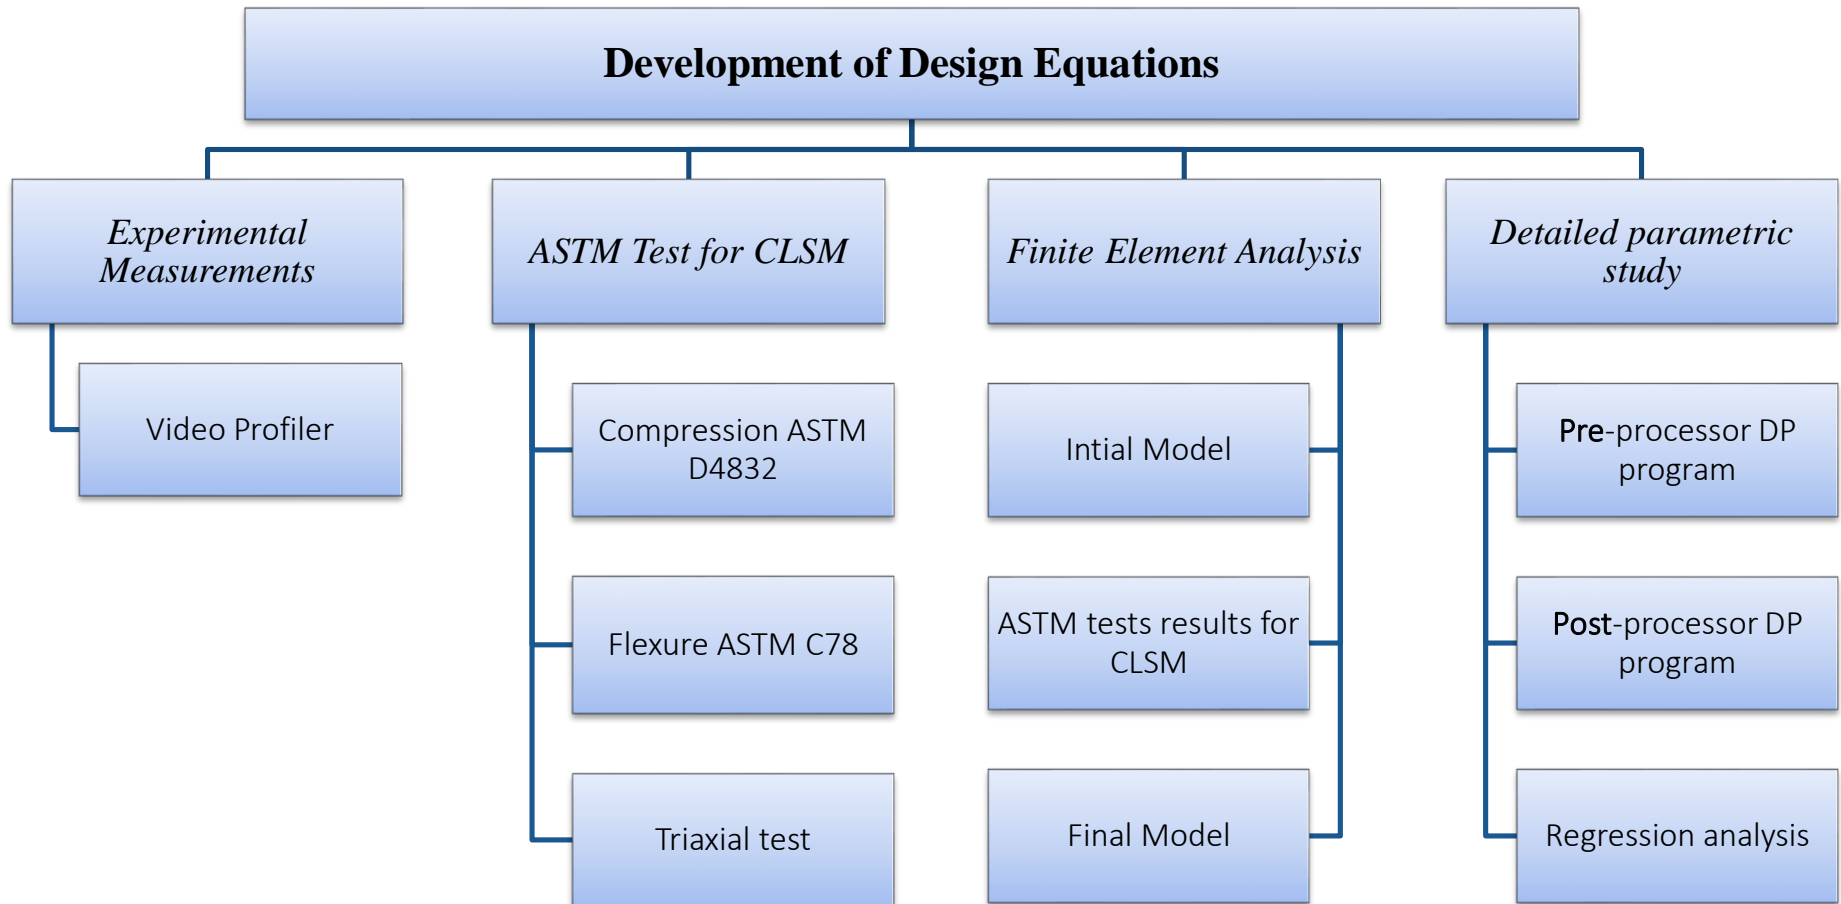 Development of Design Equations
Experimental
Measurements
ASTM Test for CLSM
Finite Element Analysis
Detailed parametric
study
Video Profiler
Compression ASTM
D4832
Flexure ASTM C78
Triaxial test
Intial Model
ASTM tests results for
CLSM
Final Model
Pre-processor DP
program
Post-processor DP
program
Regression analysis